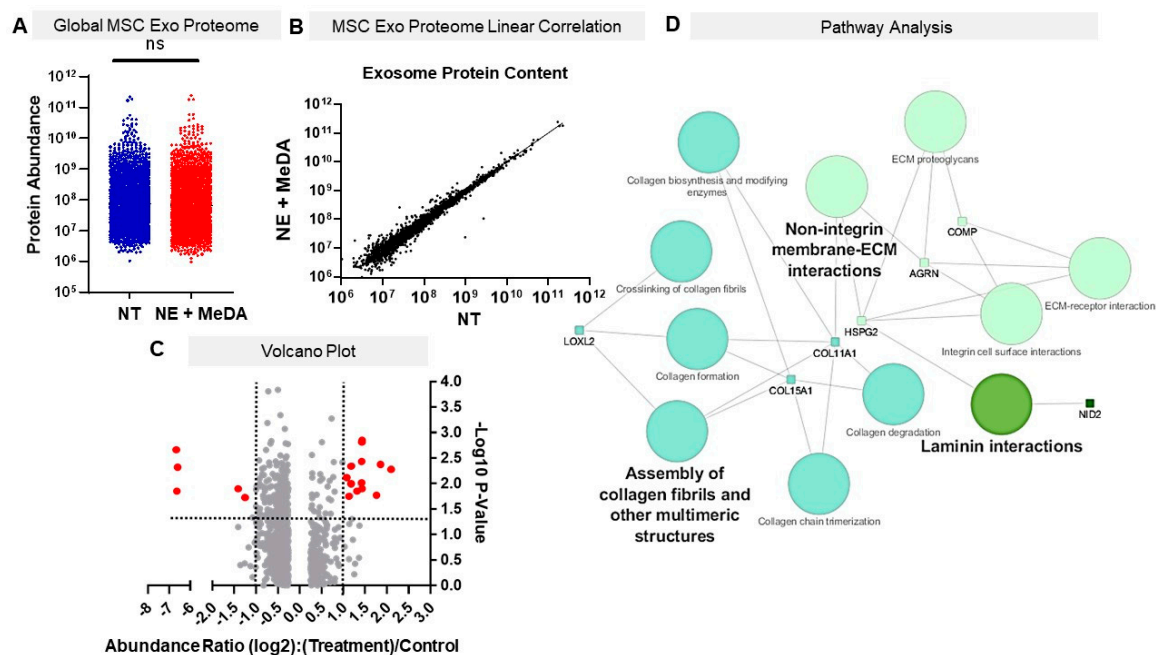 A
Global MSC Exo Proteome
ns
10^12
10^11
10^10
10^9
10^8
10^7
10^6
10^5
Protein Abundance
NT
NE + MeDA
B
MSC Exo Proteome Linear Correlation
Exosome Protein Content
10^12
10^11
10^10
10^9
10^8
10^7
10^6
NE + MeDA
10^6
10^7
10^8
10^9
10^10
10^11
10^12
NT
C
Volcano Plot
4.0
3.5
3.0
2.5
2.0
1.5
1.0
0.5
0.0
-Log10 P-Value
-8
-7
-6
-2.0
-1.5
-1.0
-0.5
0.0
0.5
1.0
1.5
2.0
2.5
3.0
Abundance Ratio (log2):(Treatment)/Control
D
Pathway Analysis
ECM proteoglycans
Collagen biosynthesis and modifying
enzymes
Non-integrin
membrane-ECM
interactions
COMP
AGRN
ECM-receptor interaction
Crosslinking of collagen fibrils
HSPG2
LOXL2
COL11A1
Integrin cell surface interactions
Collagen formation
COL15A1
NID2
Collagen degradation
Laminin interactions
Assembly of
collagen fibrils and
other multimeric
structures
Collagen chain trimerization